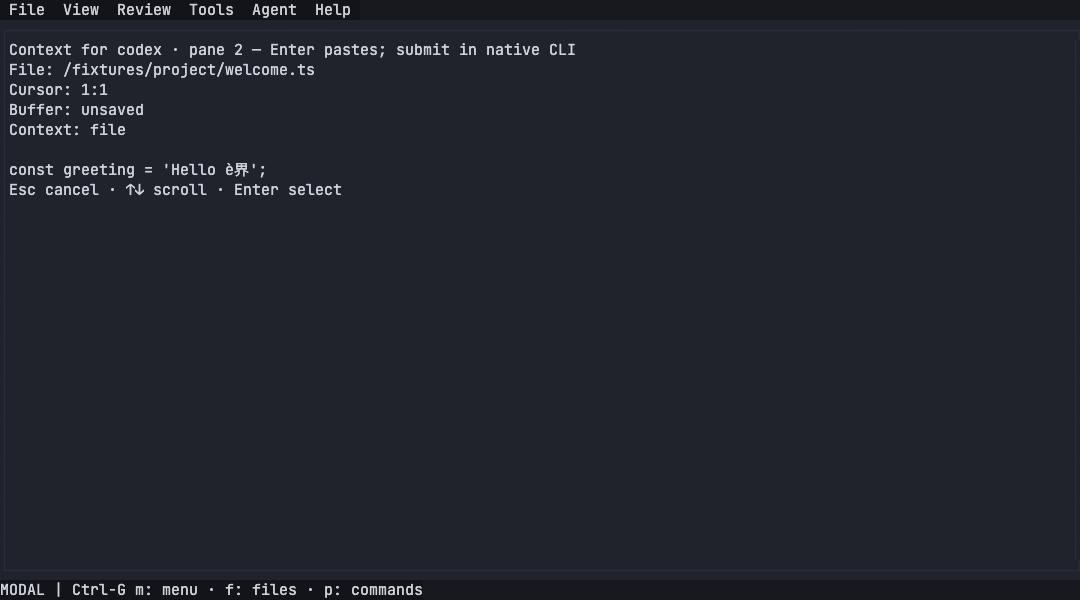 File  View  Review  Tools  Agent  Help
Context for codex · pane 2 — Enter pastes; submit in native CLI
File: /fixtures/project/welcome.ts
Cursor: 1:1
Buffer: unsaved
Context: file
const greeting = 'Hello è界';
Esc cancel · ↑↓ scroll · Enter select
MODAL | Ctrl-G m: menu · f: files · p: commands